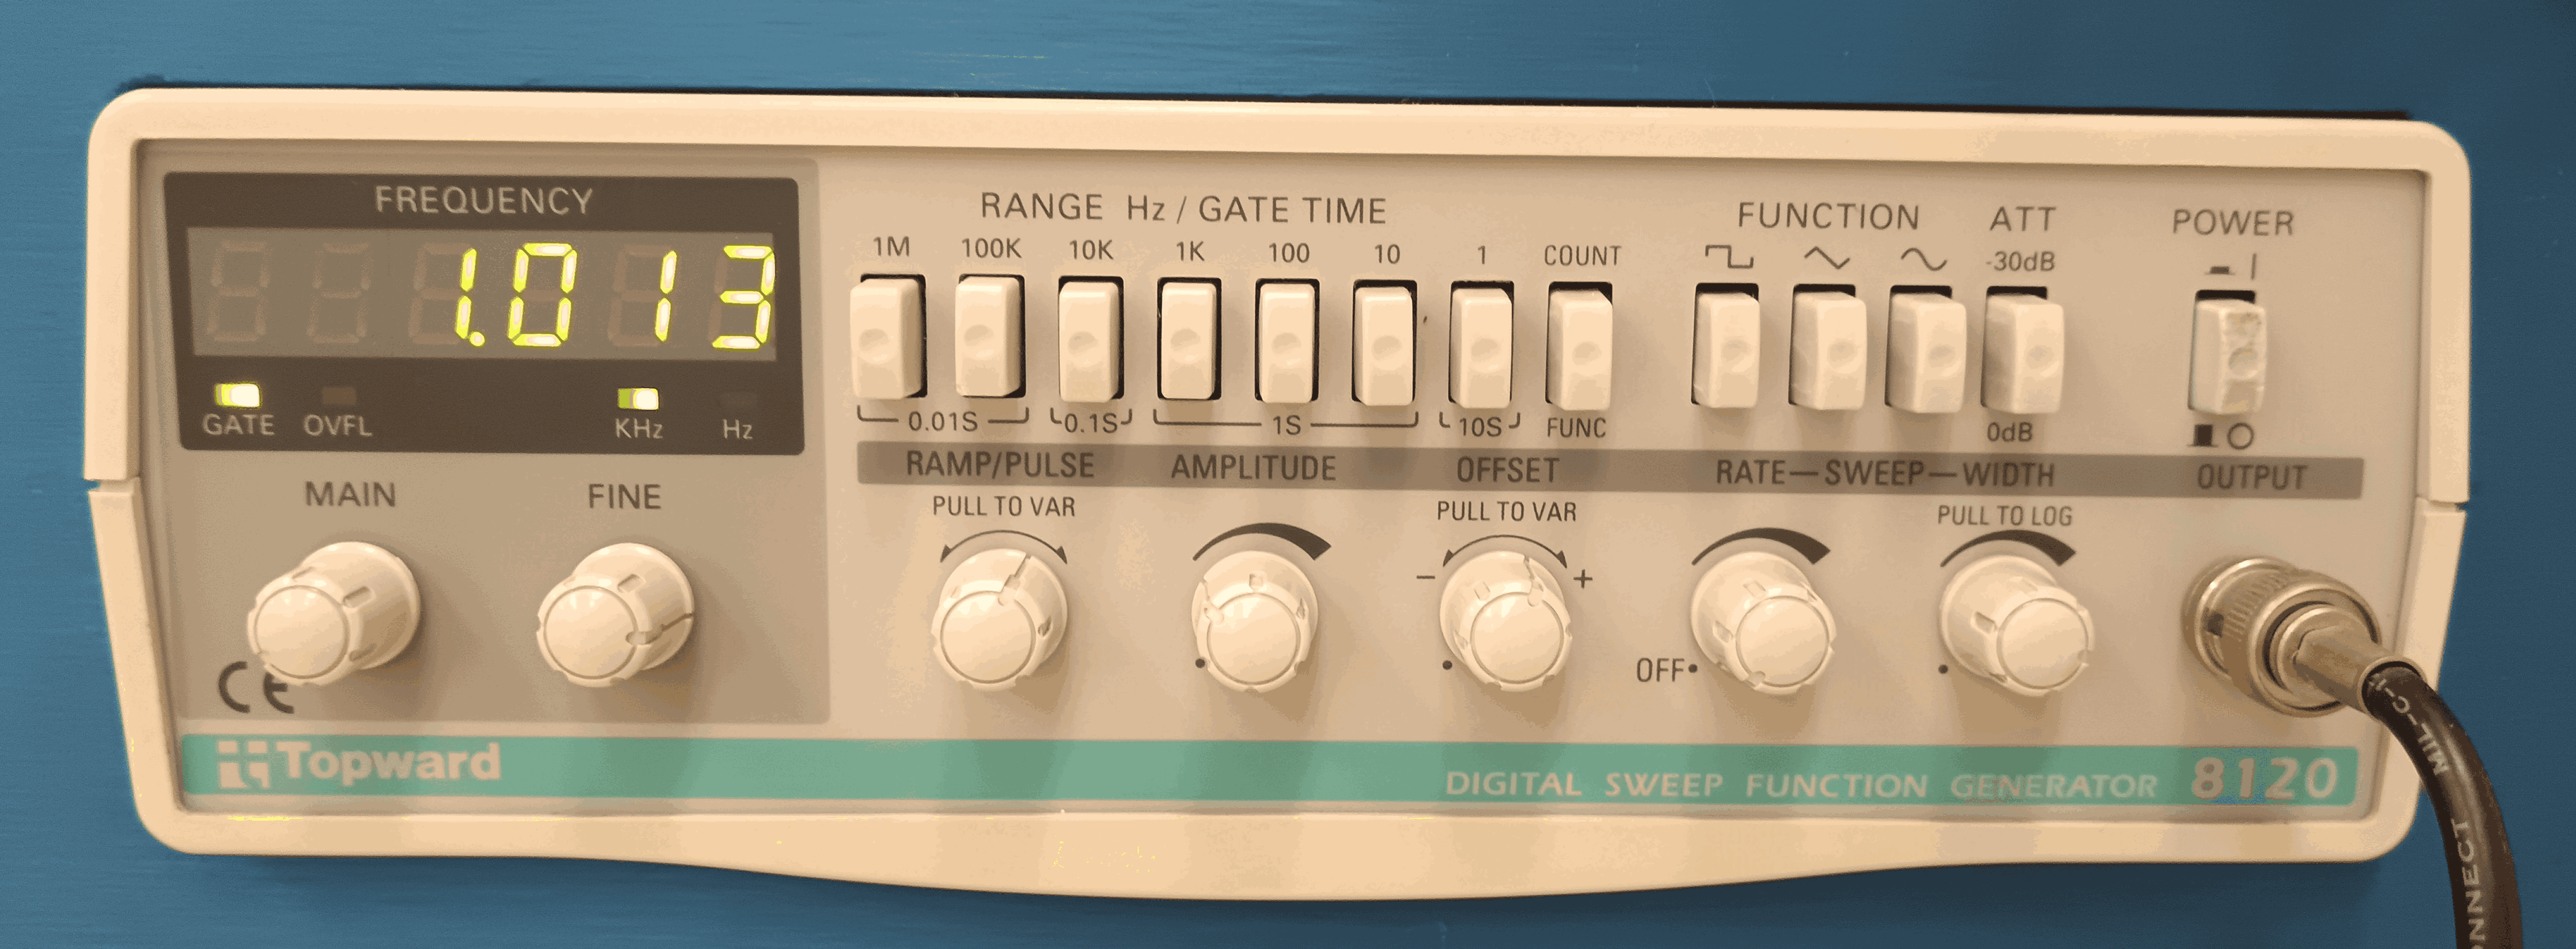 FREQUENCY
1.013
GATE OVFL KHz Hz
MAIN FINE
CE
RANGE Hz / GATE TIME
1M 100K 10K 1K 100 10 1 COUNT
0.01S 0.1S 1S 10S FUNC
FUNCTION ATT
-30dB
0dB
POWER
RAMP/PULSE AMPLITUDE OFFSET RATE—SWEEP—WIDTH OUTPUT
PULL TO VAR PULL TO VAR PULL TO LOG
- +
OFF
Topward
DIGITAL SWEEP FUNCTION GENERATOR 8120
MIL-C-1
ONNECT